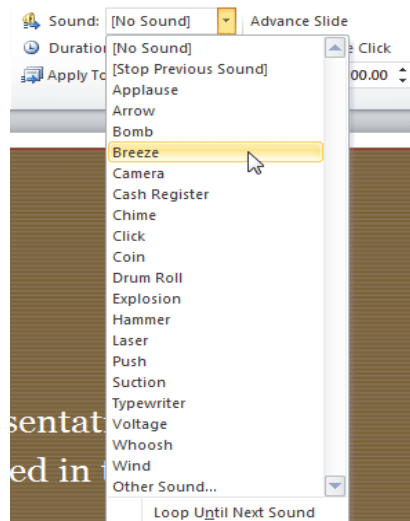 Sound: [No Sound] Advance Slide
Duration
Click
Apply To
00.00
[No Sound]
[Stop Previous Sound]
Applause
Arrow
Bomb
Breeze
Camera
Cash Register
Chime
Click
Coin
Drum Roll
Explosion
Hammer
Laser
Push
Suction
Typewriter
Voltage
Whoosh
Wind
Other Sound...
Loop Until Next Sound
ed in